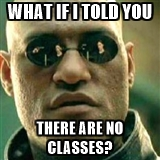 WHAT IF I TOLD YOU
THERE ARE NO
CLASSES?